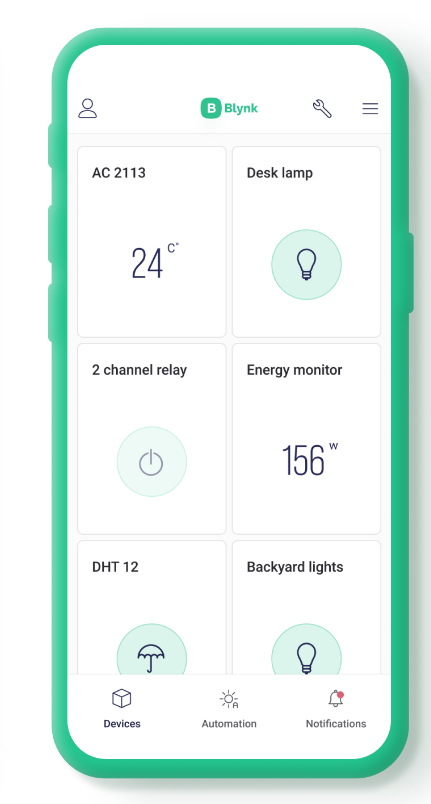 B Blynk
AC 2113 Desk lamp
24 C°
2 channel relay Energy monitor
156 W
DHT 12 Backyard lights
A
Devices Automation Notifications